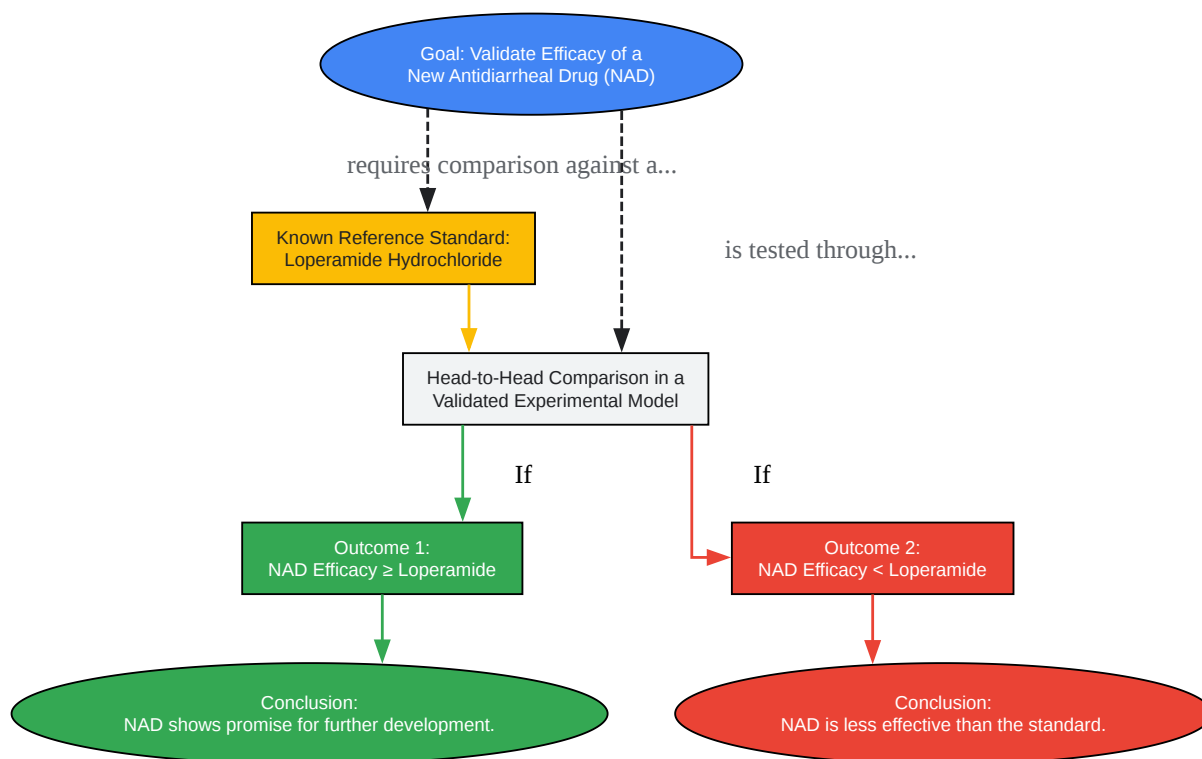 Goal: Validate Efficacy of a
New Antidiarrheal Drug (NAD)
requires comparison against a...
Known Reference Standard:
Loperamide Hydrochloride
is tested through...
Head-to-Head Comparison in a
Validated Experimental Model
If
If
Outcome 1:
NAD Efficacy ≥ Loperamide
Outcome 2:
NAD Efficacy < Loperamide
Conclusion:
NAD shows promise for further development.
Conclusion:
NAD is less effective than the standard.